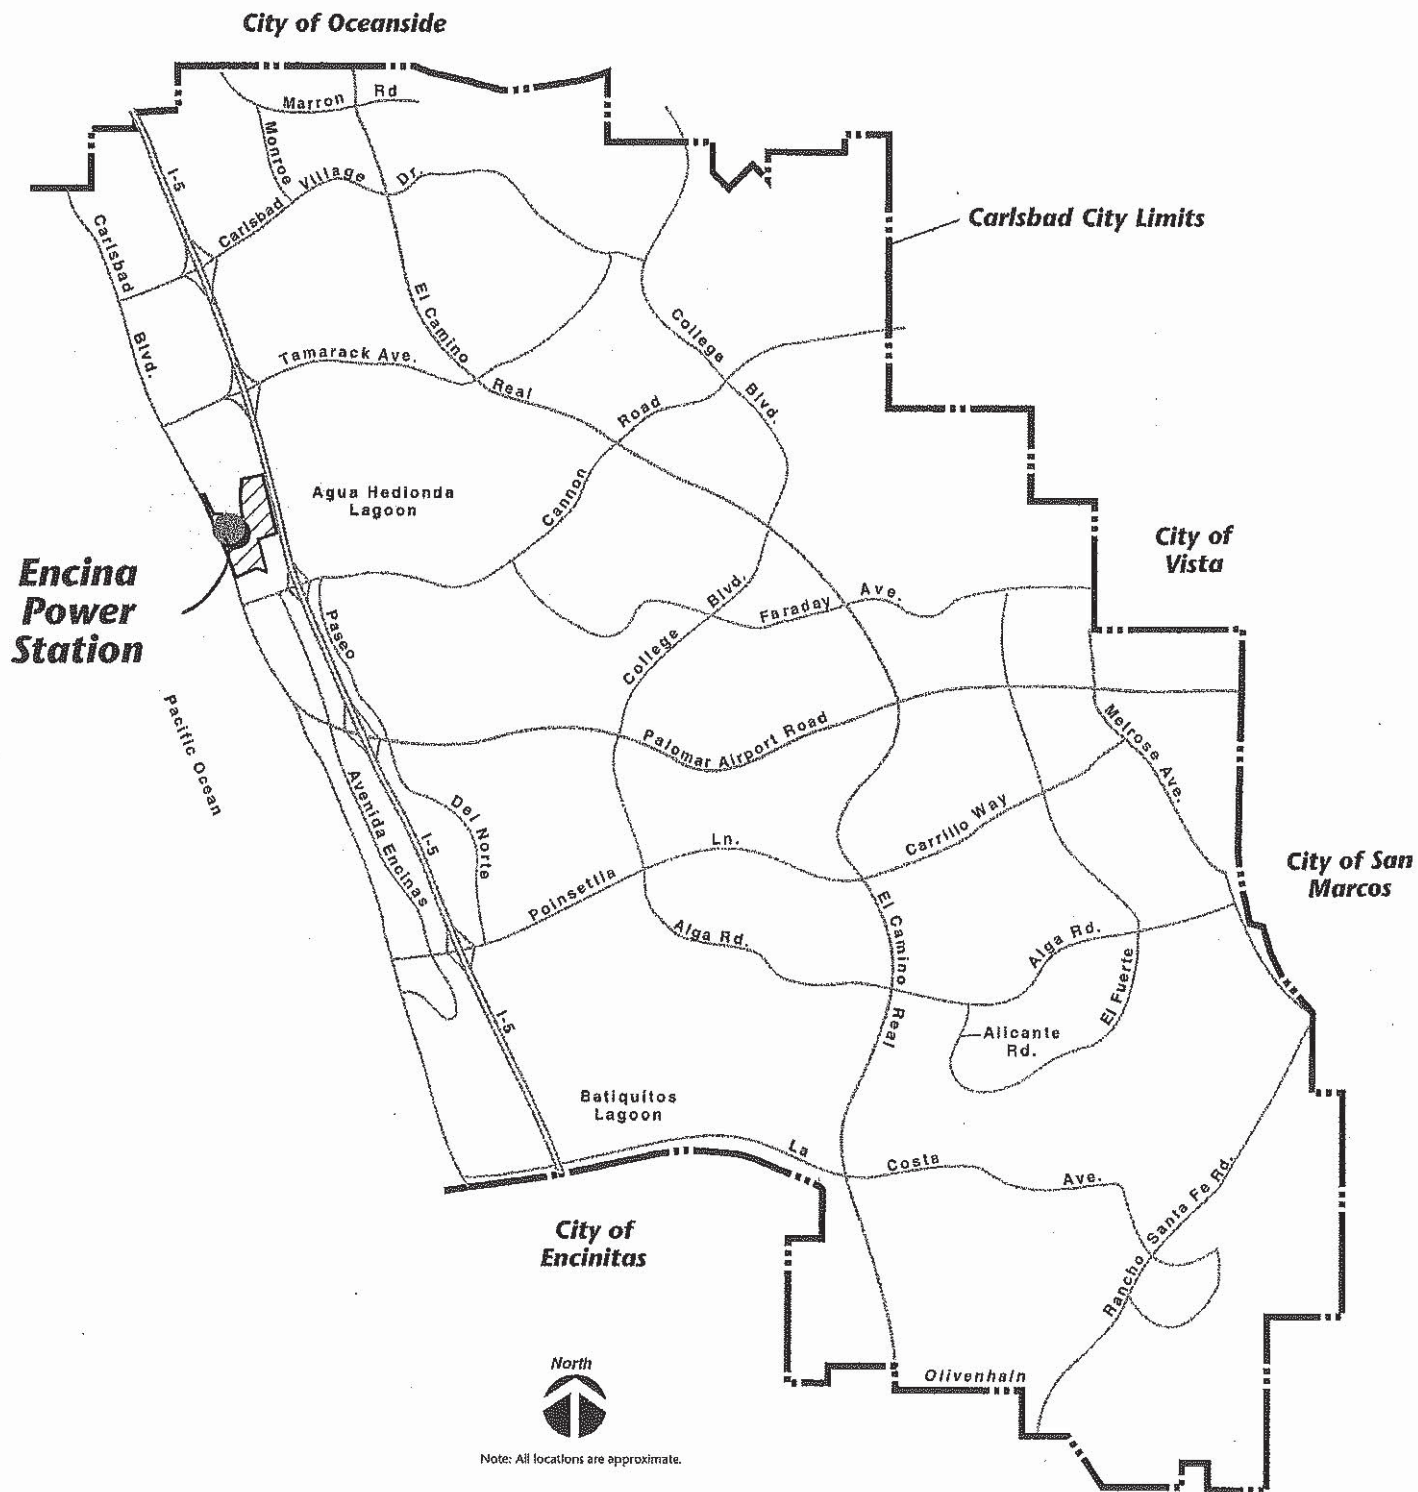 City of Oceanside
Marron Rd
Monroe
I-5
Carlsbad Village Dr.
Carlsbad Blvd.
Carlsbad City Limits
El Camino Real
College Blvd.
Tamarack Ave.
Cannon Road
Agua Hedionda
Lagoon
City of
Vista
Encina
Power
Station
Paseo Del Norte
College Blvd.
Faraday Ave.
Pacific Ocean
Palomar Airport Road
Melrose Ave.
Avenida Encinas
I-5
Poinsettia Ln.
Carrillo Way
City of San
Marcos
Alga Rd.
El Camino Real
Alga Rd.
El Fuerte
Alicante
Rd.
I-5
Batiquitos
Lagoon
La Costa Ave.
Rancho Santa Fe Rd.
City of
Encinitas
Olivenhain
North
Note: All locations are approximate.